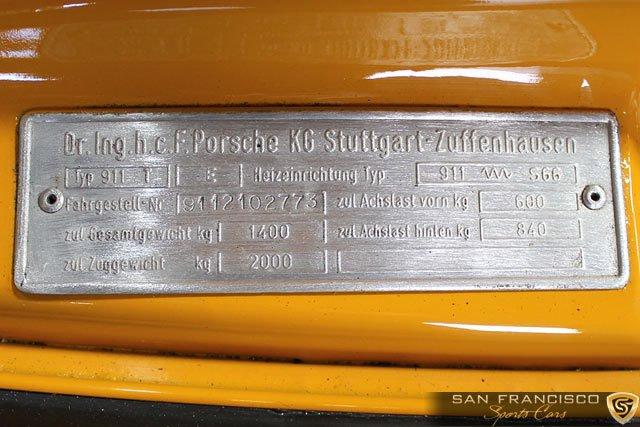 Dr. Ing. h.c. F. Porsche KG Stuttgart-Zuffenhausen
Typ 911 T E Heizeinrichtung Typ 911 S66
Fahrgestell-Nr 9112102773 zul Achslast vorn kg 600
zul Gesamtgewicht kg 1400 zul Achslast hinten kg 840
zul Zuggewicht kg 2000
SAN FRANCISCO
Sports Cars